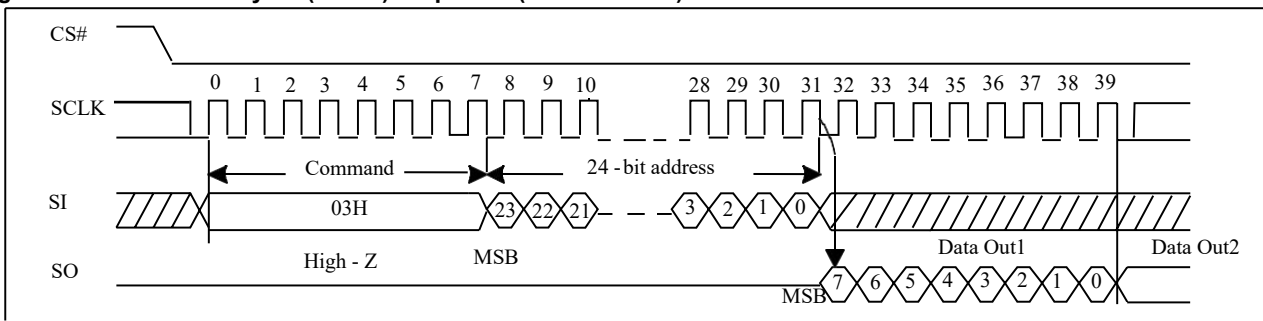 CS#
0 1 2 3 4 5 6 7 8 9 10 28 29 30 31 32 33 34 35 36 37 38 39
SCLK
Command 24 - bit address
SI 03H 23 22 21 3 2 1 0
High - Z MSB Data Out1 Data Out2
SO MSB 7 6 5 4 3 2 1 0